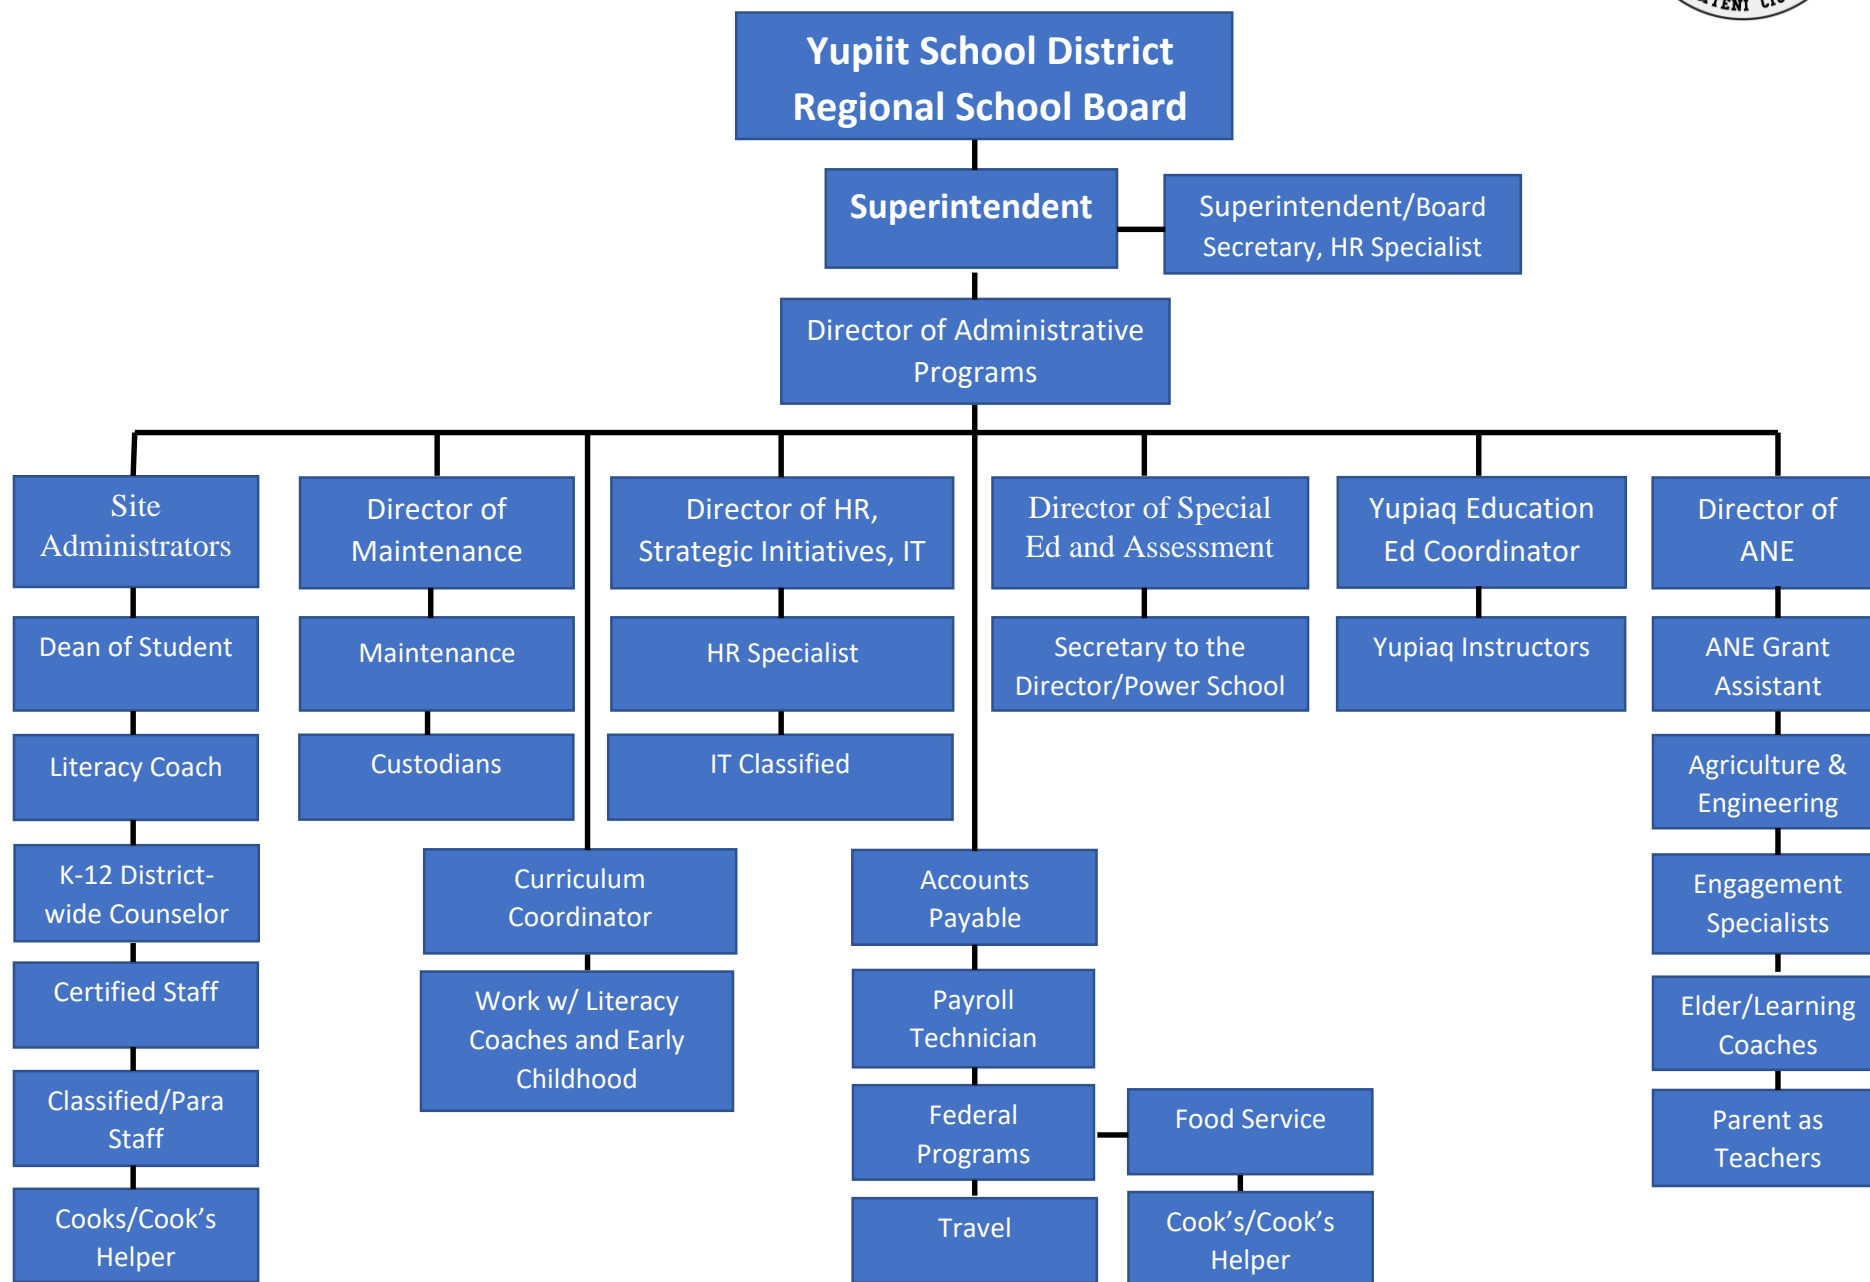 Yupiit School District
Regional School Board
Superintendent
Superintendent/Board
Secretary, HR Specialist
Director of Administrative
Programs
Site
Administrators
Director of
Maintenance
Director of HR,
Strategic Initiatives, IT
Director of Special
Ed and Assessment
Yupiaq Education
Ed Coordinator
Director of
ANE
Dean of Student
Maintenance
HR Specialist
Secretary to the
Director/Power School
Yupiaq Instructors
ANE Grant
Assistant
Literacy Coach
Custodians
IT Classified
Agriculture &
Engineering
K-12 District-
wide Counselor
Curriculum
Coordinator
Accounts
Payable
Engagement
Specialists
Certified Staff
Work w/ Literacy
Coaches and Early
Childhood
Payroll
Technician
Elder/Learning
Coaches
Classified/Para
Staff
Federal
Programs
Food Service
Parent as
Teachers
Cooks/Cook’s
Helper
Travel
Cook’s/Cook’s
Helper